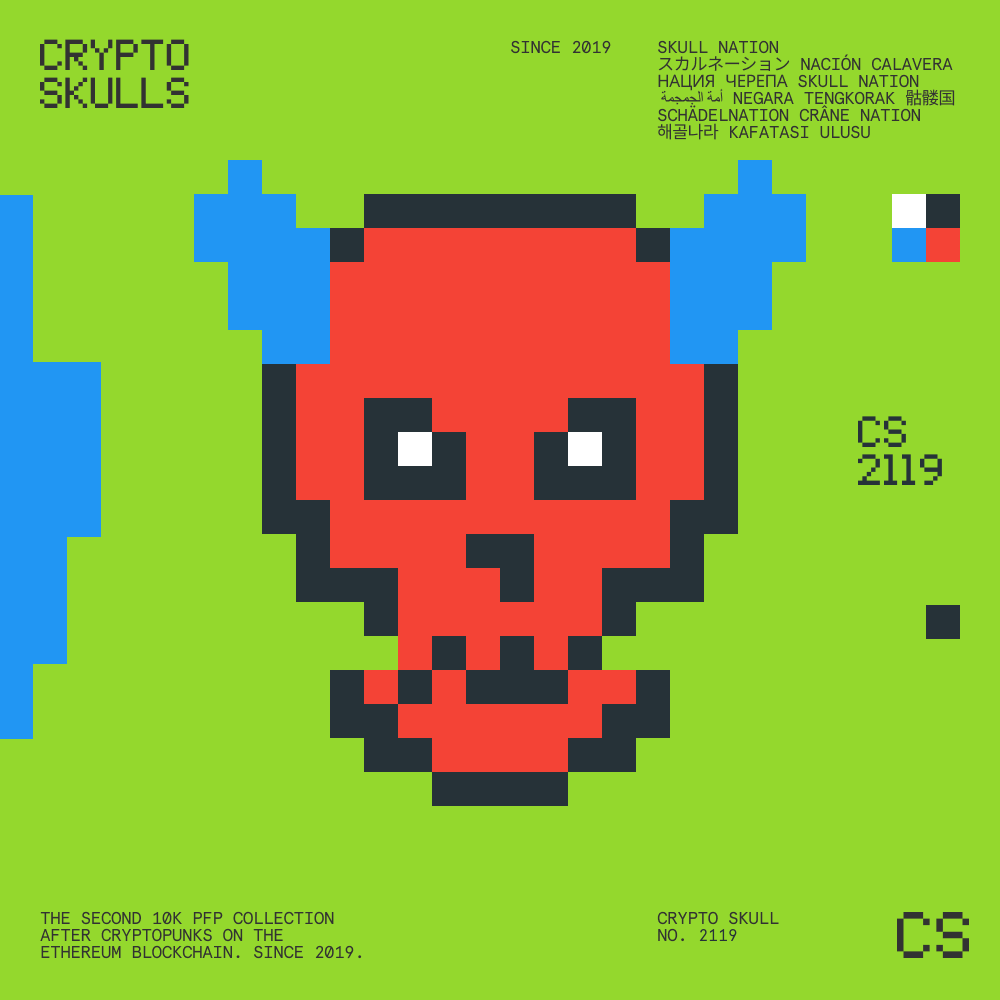 CRYPTO
SKULLS
SINCE 2019
SKULL NATION
スカルネーション NACIÓN CALAVERA
НАЦИЯ ЧЕРЕПА SKULL NATION
أمة الجمجمة NEGARA TENGKORAK 骷髅国
SCHÄDELNATION CRÂNE NATION
해골나라 KAFATASI ULUSU
CS
2119
THE SECOND 10K PFP COLLECTION
AFTER CRYPTOPUNKS ON THE
ETHEREUM BLOCKCHAIN. SINCE 2019.
CRYPTO SKULL
NO. 2119
CS